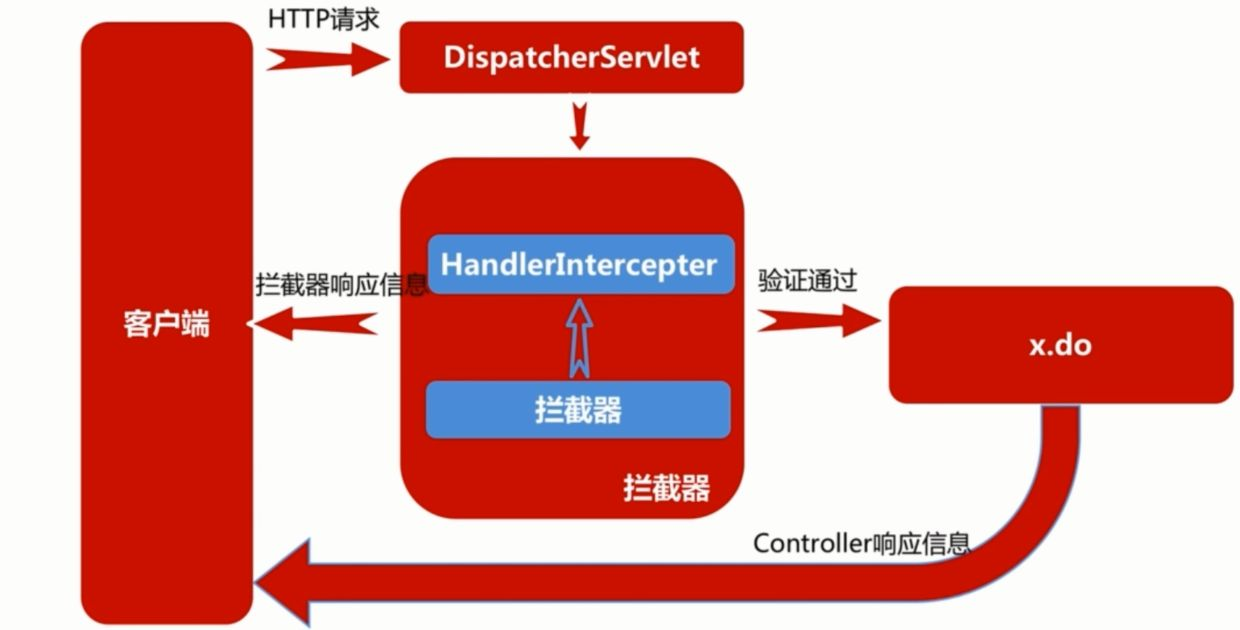 HTTP请求
DispatcherServlet
HandlerIntercepter
拦截器响应信息
验证通过
客户端
x.do
拦截器
拦截器
Controller响应信息